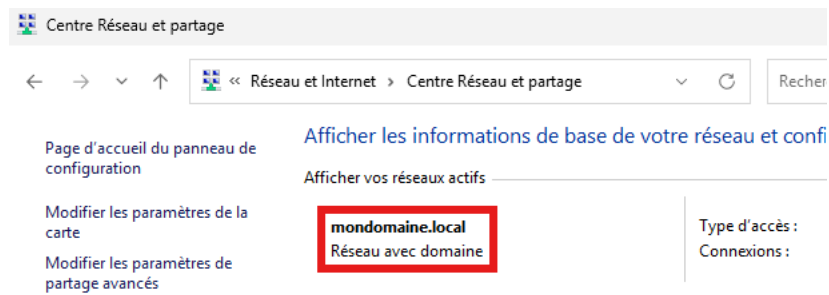 Centre Réseau et partage
« Réseau et Internet > Centre Réseau et partage
Recher
Page d'accueil du panneau de
configuration
Modifier les paramètres de la
carte
Modifier les paramètres de
partage avancés
Afficher les informations de base de votre réseau et confi
Afficher vos réseaux actifs
mondomaine.local
Réseau avec domaine
Type d'accès :
Connexions :